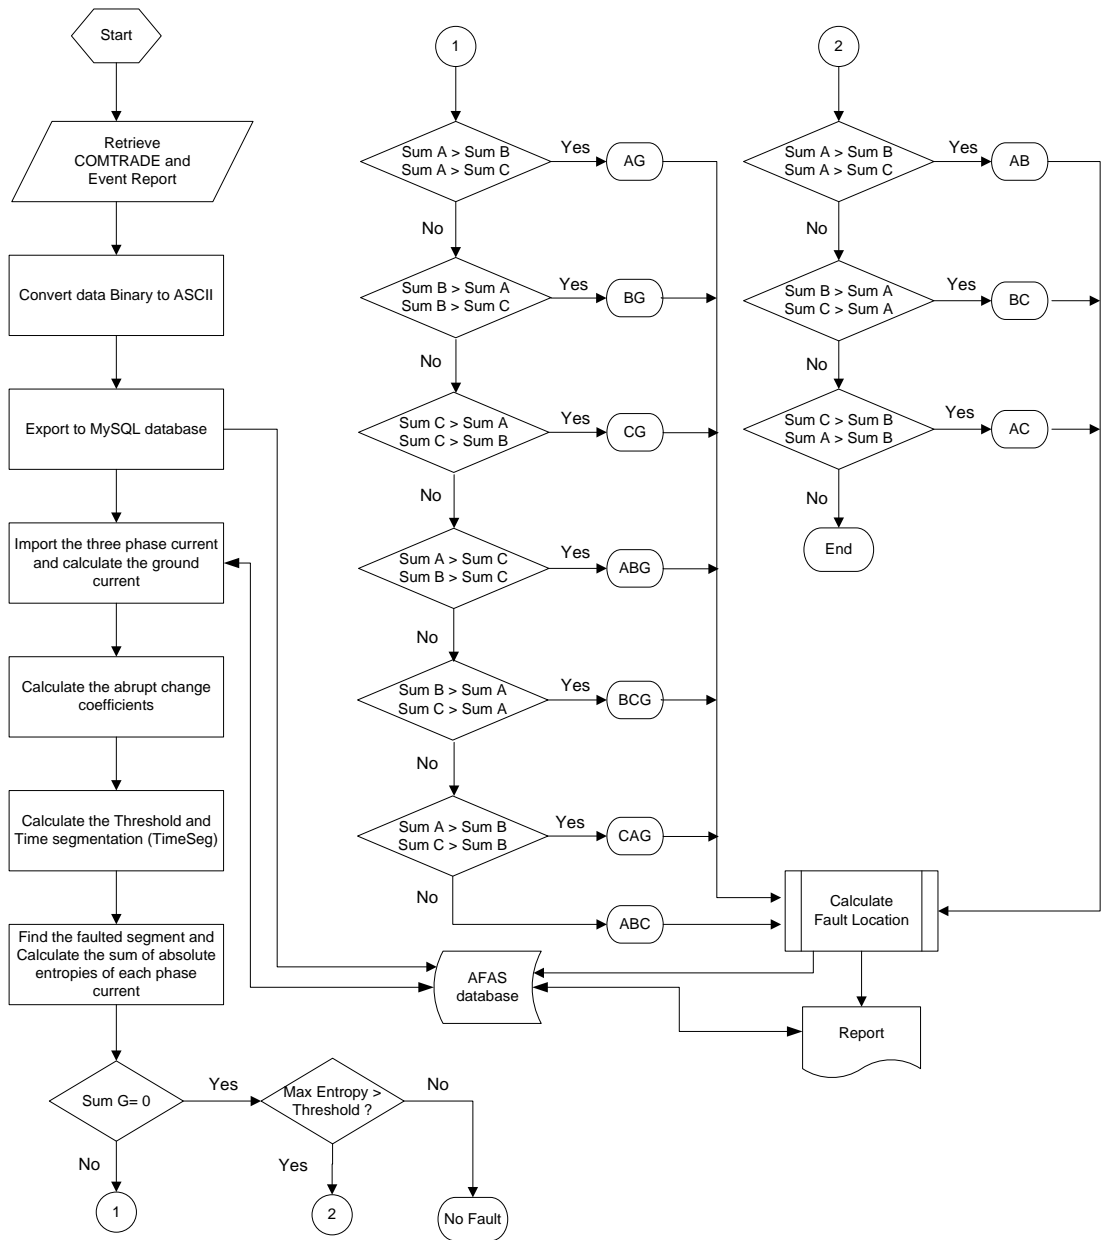 Start
Retrieve
COMTRADE and
Event Report
Convert data Binary to ASCII
Export to MySQL database
Import the three phase current
and calculate the ground
current
Calculate the abrupt change
coefficients
Calculate the Threshold and
Time segmentation (TimeSeg)
Find the faulted segment and
Calculate the sum of absolute
entropies of each phase
current
Sum G= 0
Yes
No
1
Max Entropy >
Threshold ?
No
Yes
2
No Fault
1
Sum A > Sum B
Sum A > Sum C
Yes
AG
No
Sum B > Sum A
Sum B > Sum C
Yes
BG
No
Sum C > Sum A
Sum C > Sum B
Yes
CG
No
Sum A > Sum C
Sum B > Sum C
Yes
ABG
No
Sum B > Sum A
Sum C > Sum A
Yes
BCG
No
Sum A > Sum B
Sum C > Sum B
Yes
CAG
No
ABC
2
Sum A > Sum B
Sum A > Sum C
Yes
AB
No
Sum B > Sum A
Sum C > Sum A
Yes
BC
No
Sum C > Sum B
Sum A > Sum B
Yes
AC
No
End
Calculate
Fault Location
AFAS
database
Report